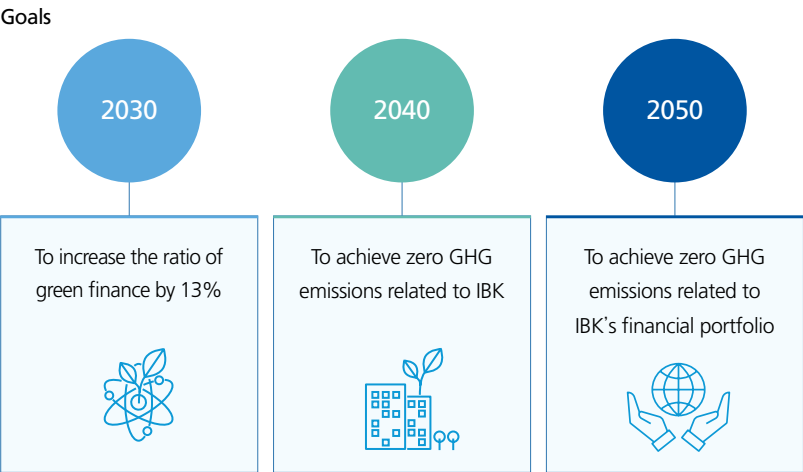 Goals
2030
2040
2050
To increase the ratio of
green finance by 13%
To achieve zero GHG
emissions related to IBK
To achieve zero GHG
emissions related to
IBK's financial portfolio